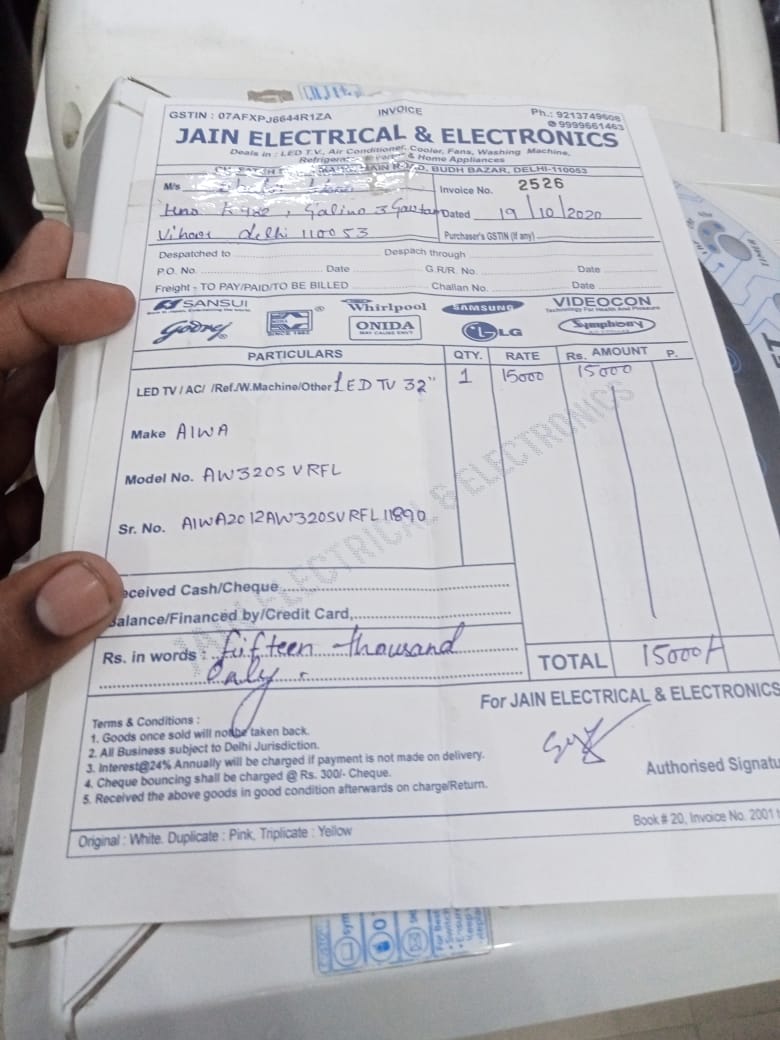 INVOICE
GSTIN : 07AFXPJ6644R1ZA
Ph.: 9213749608
9999661463
JAIN ELECTRICAL & ELECTRONICS
Deals in : LED T.V., Air Conditioner, Cooler, Fans, Washing Machine,
& Home Appliances
BUDH BAZAR, DELHI-110053
M/s
Invoice No. 2526
Galino 3 Gautam
Dated 19/10/2020
Vihar delhi 110053
Purchaser's GSTIN (if any)
Despatched to
Despach through
P.O. No. Date G.R/R. No. Date
Freight - TO PAY/PAID/TO BE BILLED Challan No. Date
SANSUI Whirlpool SAMSUNG VIDEOCON
Godrej ONIDA LG Symphony
PARTICULARS QTY. RATE Rs. AMOUNT P.
LED TV / AC/ /Ref./W.Machine/Other LED TV 32" 1 15000 15000
Make AIWA
Model No. AW320SVRFL
Sr. No. AIWA2012AW320SVRFL11890
JAIN ELECTRICAL & ELECTRONICS
eceived Cash/Cheque
Balance/Financed by/Credit Card,
Rs. in words : fifteen thousand
only.
TOTAL 15000/-
For JAIN ELECTRICAL & ELECTRONICS
Terms & Conditions :
1. Goods once sold will not be taken back.
2. All Business subject to Delhi Jurisdiction.
3. Interest@24% Annually will be charged if payment is not made on delivery.
4. Cheque bouncing shall be charged @ Rs. 300/- Cheque.
5. Received the above goods in good condition afterwards on charge/Return.
Authorised Signatu
Original : White. Duplicate : Pink, Triplicate : Yellow
Book # 20, Invoice No. 2001